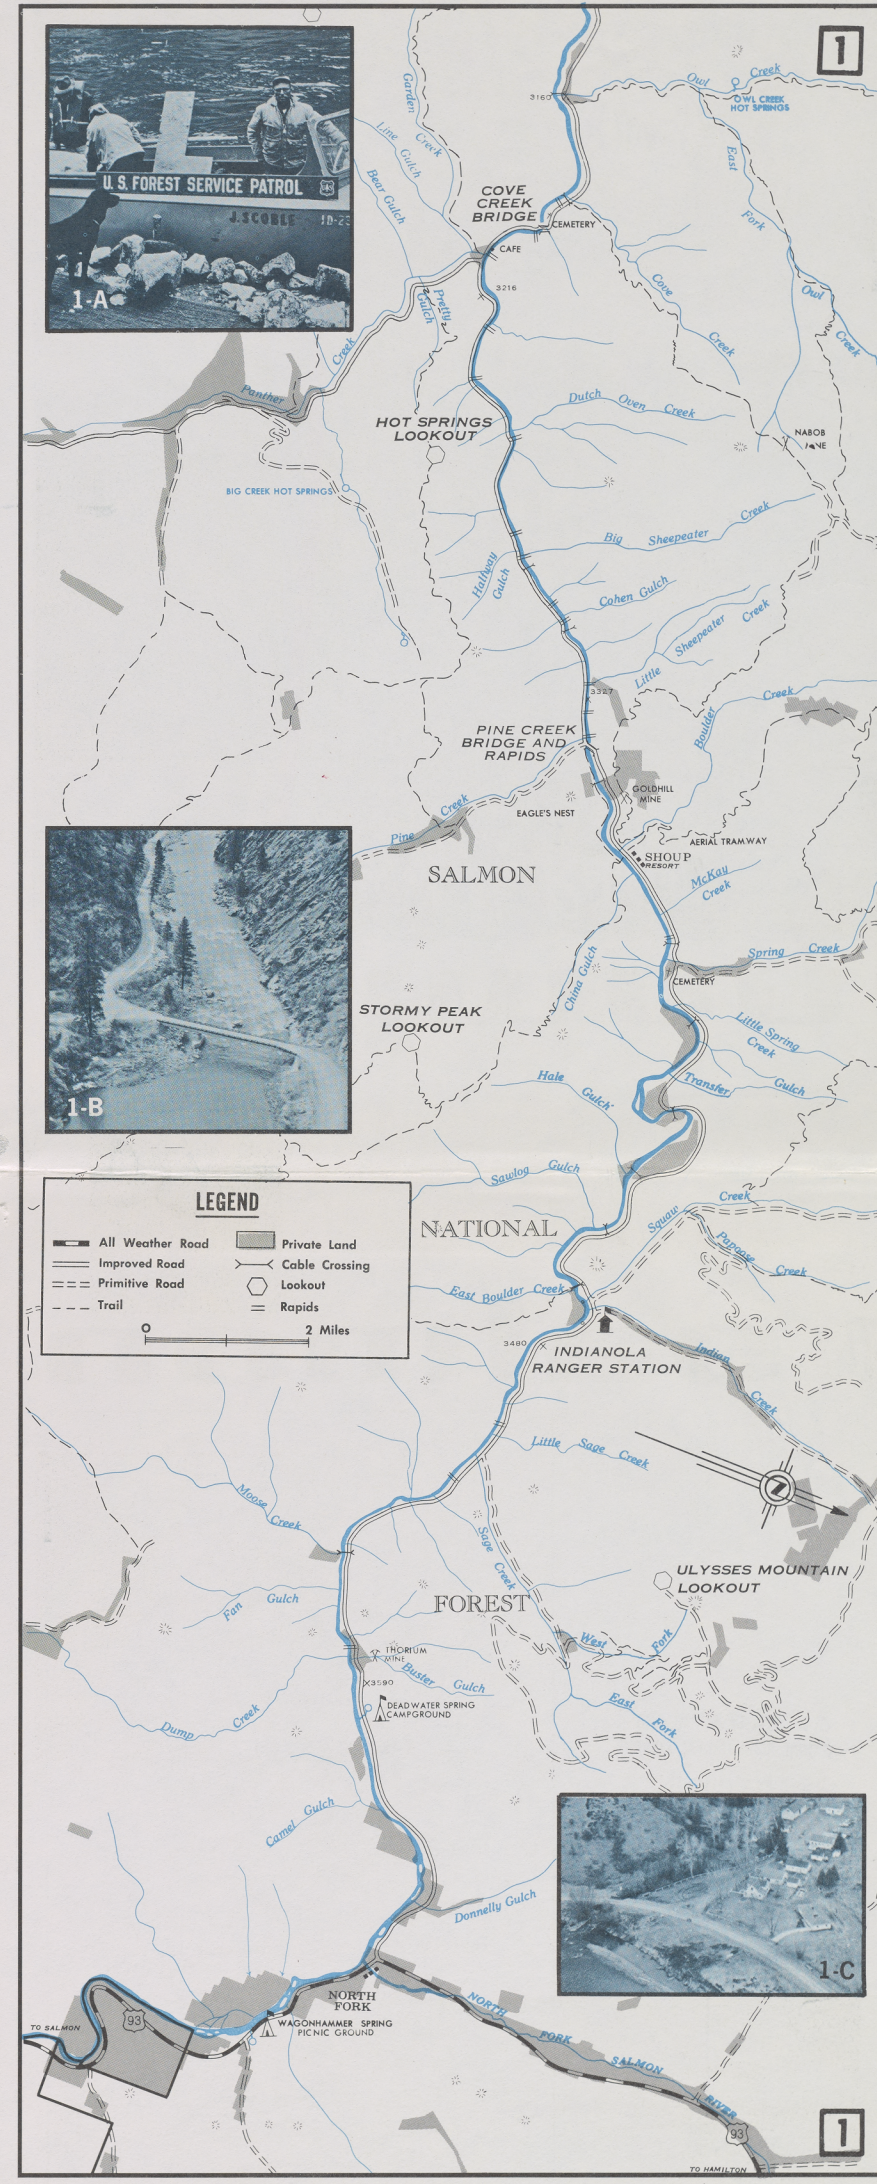 1
U. S. FOREST SERVICE PATROL
J. SCOBLE
1-A
Garden
Creek
Line
Gulch
Bear Gulch
3160
Owl
Creek
OWL CREEK
HOT SPRINGS
East
Fork
Owl
Creek
COVE
CREEK
BRIDGE
CEMETERY
CAFE
3216
Pretty
Gulch
Cove
Creek
Creek
Panther
HOT SPRINGS
LOOKOUT
Dutch Oven Creek
NABOB
MINE
BIG CREEK HOT SPRINGS
Big Sheepeater Creek
Halfway
Gulch
Cohen Gulch
Little Sheepeater Creek
3327
Boulder
Creek
PINE CREEK
BRIDGE AND
RAPIDS
GOLDHILL
MINE
EAGLE'S NEST
Pine Creek
AERIAL TRAMWAY
SHOUP
RESORT
SALMON
McKay
Creek
Spring Creek
CEMETERY
China Gulch
STORMY PEAK
LOOKOUT
Little Spring
Creek
Hale
Gulch
Transfer
Gulch
1-B
Sawlog Gulch
LEGEND
All Weather Road
Private Land
Improved Road
Cable Crossing
Primitive Road
Lookout
Trail
Rapids
0
2 Miles
NATIONAL
Squaw
Creek
Papoose
Creek
East Boulder Creek
3480
INDIANOLA
RANGER STATION
Indian
Creek
Little Sage Creek
Moose
Creek
Z
Sage
Creek
ULYSSES MOUNTAIN
LOOKOUT
Fan Gulch
FOREST
West
Fork
THORIUM
MINE
Buster Gulch
X3590
DEADWATER SPRING
CAMPGROUND
Dump Creek
East
Fork
Camel Gulch
Donnelly Gulch
1-C
NORTH
FORK
NORTH
FORK
SALMON
RIVER
93
TO SALMON
WAGONHAMMER SPRING
PICNIC GROUND
93
TO HAMILTON
1